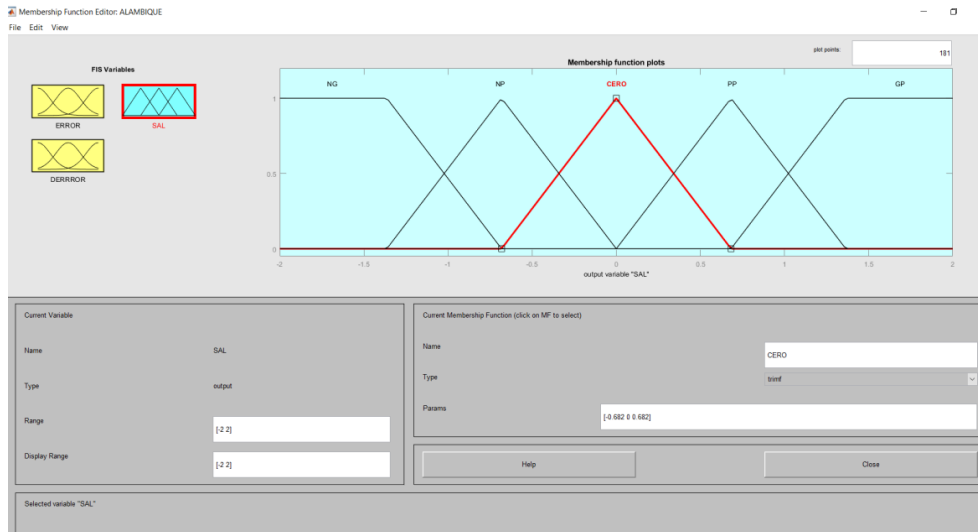 Membership Function Editor: ALAMBIQUE
File Edit View
plot points:
181
FIS Variables
Membership function plots
ERROR
SAL
DERRROR
NG NP CERO PP GP
1
0.5
0
-2 -1.5 -1 -0.5 0 0.5 1 1.5 2
output variable "SAL"
Current Variable
Name SAL
Type output
Range [-2 2]
Display Range [-2 2]
Current Membership Function (click on MF to select)
Name CERO
Type trimf
Params [-0.682 0 0.682]
Help Close
Selected variable "SAL"